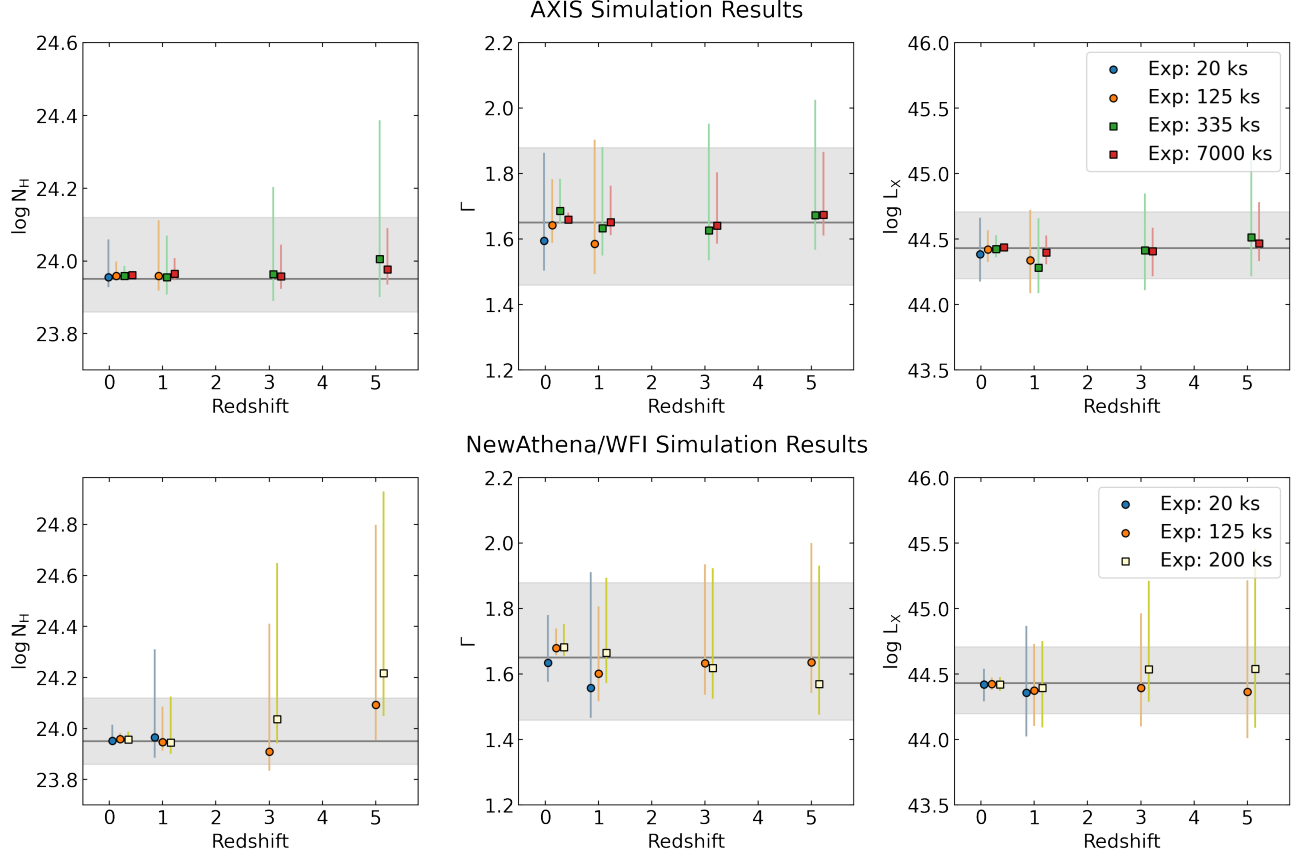 AXIS Simulation Results
24.6
24.4
24.2
24.0
23.8
log N_H
0 1 2 3 4 5
Redshift
2.2
2.0
1.8
1.6
1.4
1.2
Γ
0 1 2 3 4 5
Redshift
46.0
45.5
45.0
44.5
44.0
43.5
log L_X
0 1 2 3 4 5
Redshift
Exp: 20 ks
Exp: 125 ks
Exp: 335 ks
Exp: 7000 ks
NewAthena/WFI Simulation Results
24.8
24.6
24.4
24.2
24.0
23.8
log N_H
0 1 2 3 4 5
Redshift
2.2
2.0
1.8
1.6
1.4
1.2
Γ
0 1 2 3 4 5
Redshift
46.0
45.5
45.0
44.5
44.0
43.5
log L_X
0 1 2 3 4 5
Redshift
Exp: 20 ks
Exp: 125 ks
Exp: 200 ks